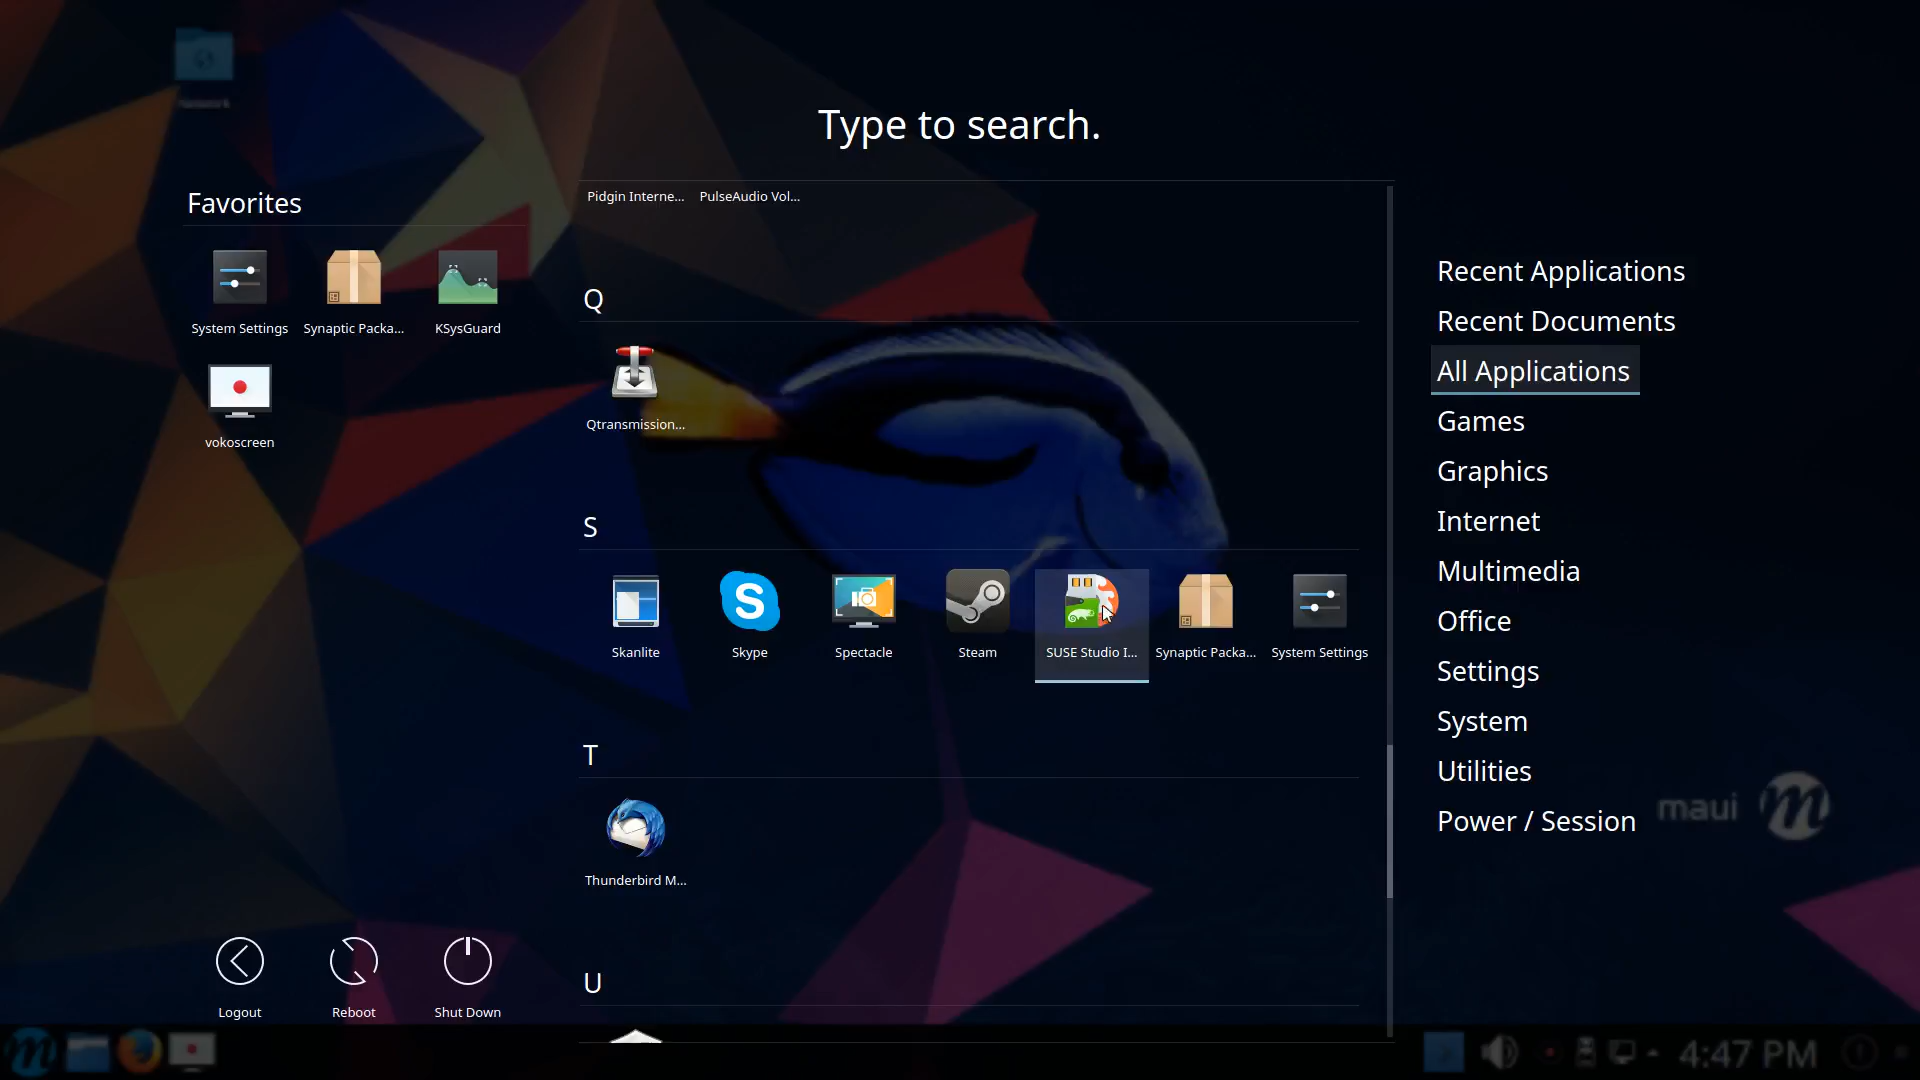 Network
Type to search.
Favorites
System Settings
Synaptic Packa...
KSysGuard
vokoscreen
Logout
Reboot
Shut Down
Pidgin Interne...
PulseAudio Vol...
Q
Qtransmission...
S
Skanlite
Skype
Spectacle
Steam
SUSE Studio I...
Synaptic Packa...
System Settings
T
Thunderbird M...
U
Recent Applications
Recent Documents
All Applications
Games
Graphics
Internet
Multimedia
Office
Settings
System
Utilities
Power / Session
maui
4:47 PM